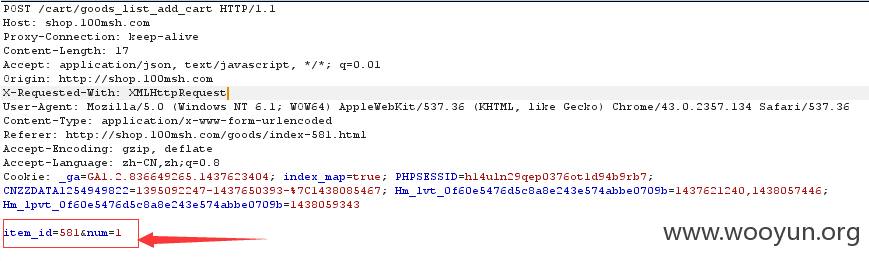 POST /cart/goods_list_add_cart HTTP/1.1
Host: shop.100msh.com
Proxy-Connection: keep-alive
Content-Length: 17
Accept: application/json, text/javascript, */*; q=0.01
Origin: http://shop.100msh.com
X-Requested-With: XMLHttpRequest
User-Agent: Mozilla/5.0 (Windows NT 6.1; WOW64) AppleWebKit/537.36 (KHTML, like Gecko) Chrome/43.0.2357.134 Safari/537.36
Content-Type: application/x-www-form-urlencoded
Referer: http://shop.100msh.com/goods/index-581.html
Accept-Encoding: gzip, deflate
Accept-Language: zh-CN,zh;q=0.8
Cookie: _ga=GA1.2.836649265.1437623404; index_map=true; PHPSESSID=hl4uln29qep0376ot1d94b9rb7;
CNZZDATA1254949822=1395092247-1437650393-%7C1438085467; Hm_lvt_0f60e5476d5c8a8e243e574abbe0709b=1437621240,1438057446;
Hm_lpvt_0f60e5476d5c8a8e243e574abbe0709b=1438059343
item_id=581&num=1
www.wooyun.org